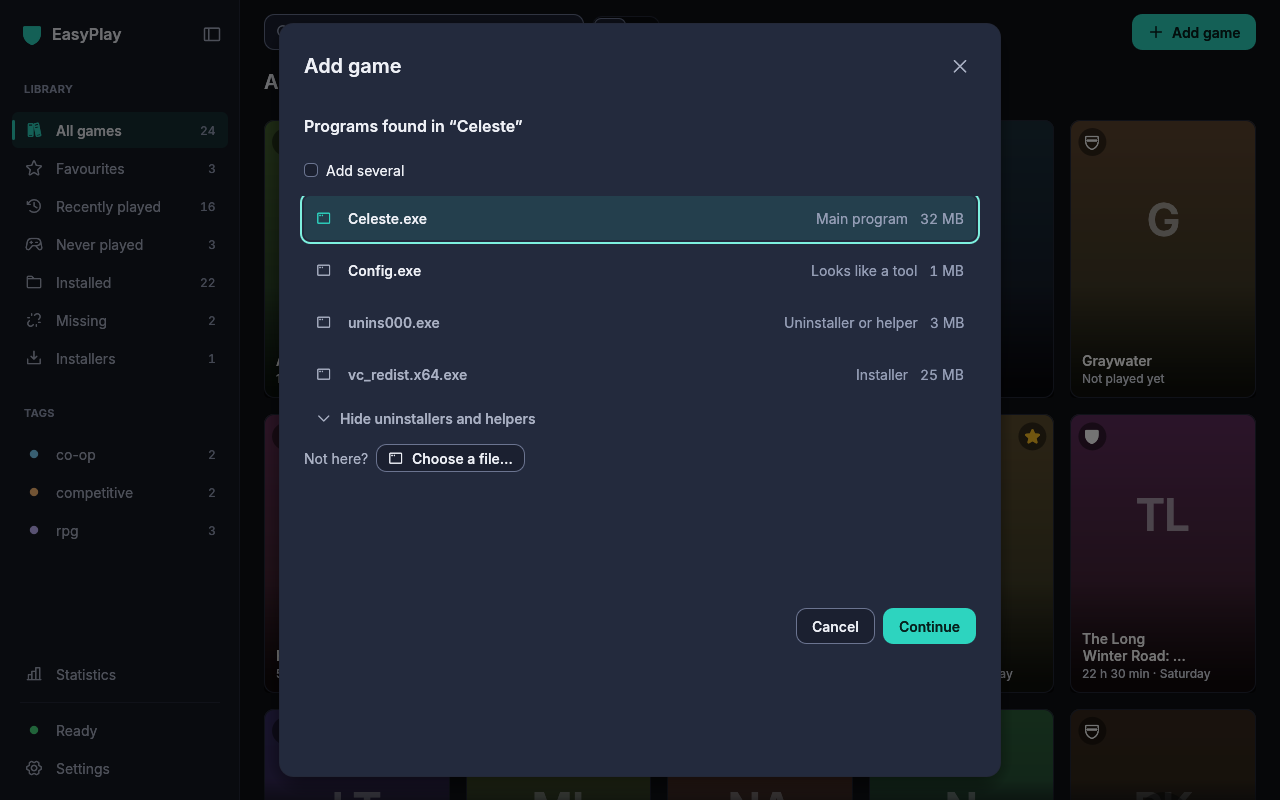 EasyPlay
Add game
LIBRARY
All games 24
Favourites 3
Recently played 16
Never played 3
Installed 22
Missing 2
Installers 1
TAGS
co-op 2
competitive 2
rpg 3
Statistics
Ready
Settings
Add game
Programs found in “Celeste”
Add several
Celeste.exe Main program 32 MB
Config.exe Looks like a tool 1 MB
unins000.exe Uninstaller or helper 3 MB
vc_redist.x64.exe Installer 25 MB
Hide uninstallers and helpers
Not here? Choose a file...
Cancel Continue
G
Graywater
Not played yet
TL
The Long
Winter Road: ...
22 h 30 min · Saturday